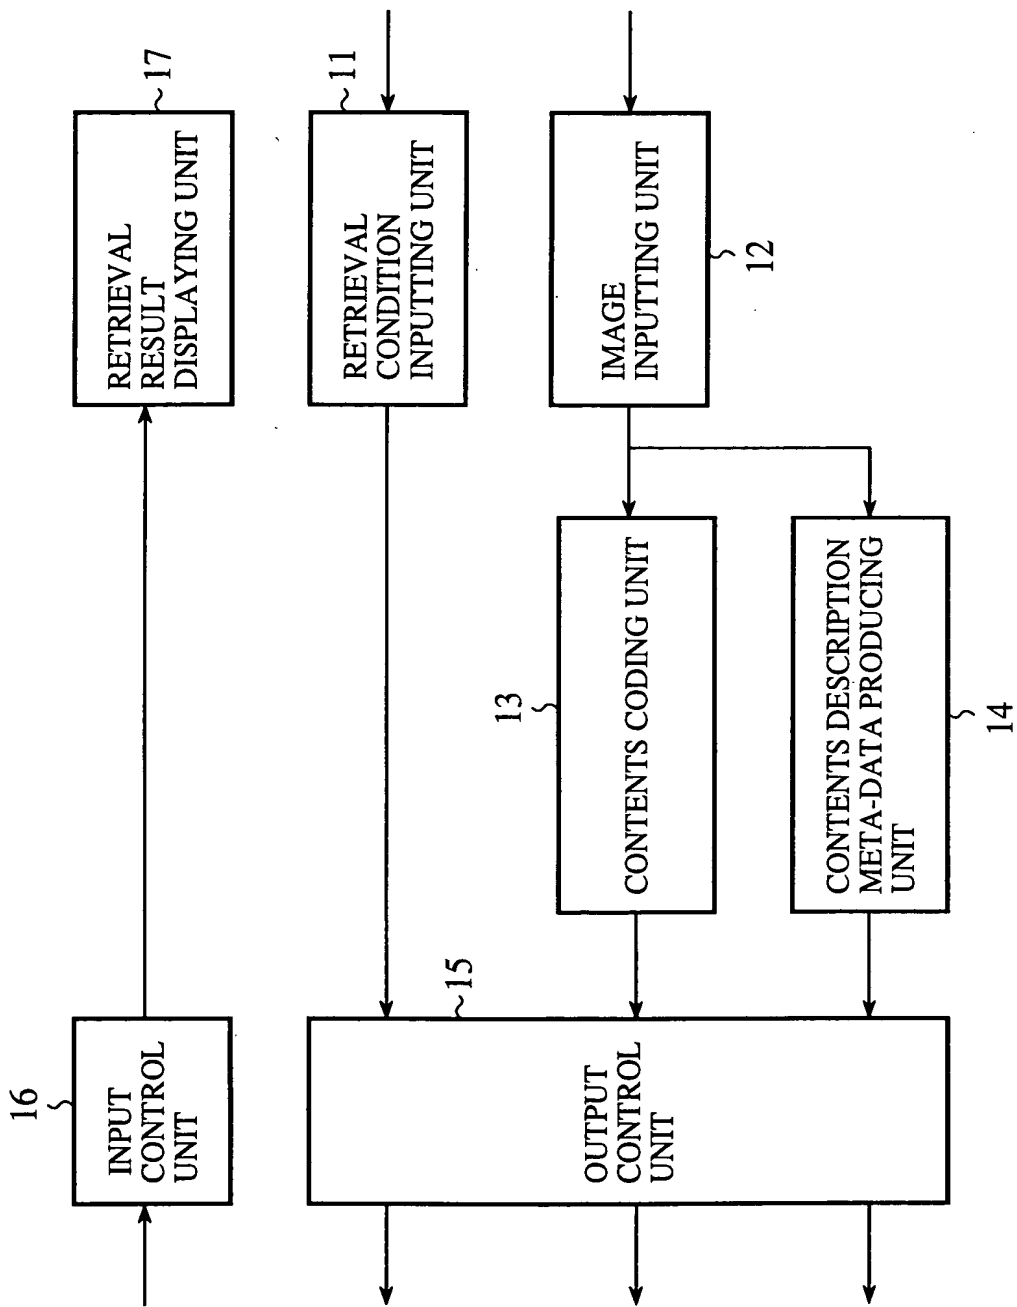 16
INPUT
CONTROL
UNIT
17
RETRIEVAL
RESULT
DISPLAYING UNIT
15
OUTPUT
CONTROL
UNIT
11
RETRIEVAL
CONDITION
INPUTTING UNIT
13
CONTENTS CODING UNIT
IMAGE
INPUTTING UNIT
12
CONTENTS DESCRIPTION
META-DATA PRODUCING
UNIT
14